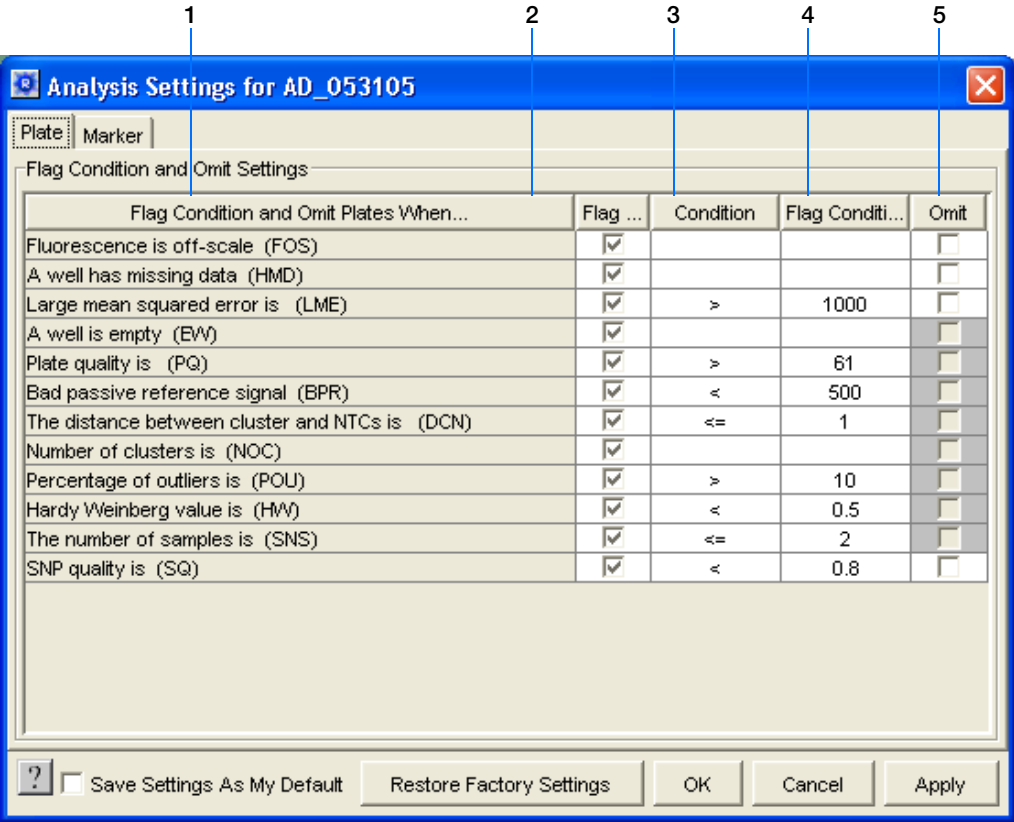 1 2 3 4 5
R Analysis Settings for AD_053105
Plate Marker
Flag Condition and Omit Settings
Flag Condition and Omit Plates When... Flag ... Condition Flag Conditi... Omit
Fluorescence is off-scale (FOS)
A well has missing data (HMD)
Large mean squared error is (LME) > 1000
A well is empty (EW)
Plate quality is (PQ) > 61
Bad passive reference signal (BPR) < 500
The distance between cluster and NTCs is (DCN) <= 1
Number of clusters is (NOC)
Percentage of outliers is (POU) > 10
Hardy Weinberg value is (HW) < 0.5
The number of samples is (SNS) <= 2
SNP quality is (SQ) < 0.8
? Save Settings As My Default Restore Factory Settings OK Cancel Apply